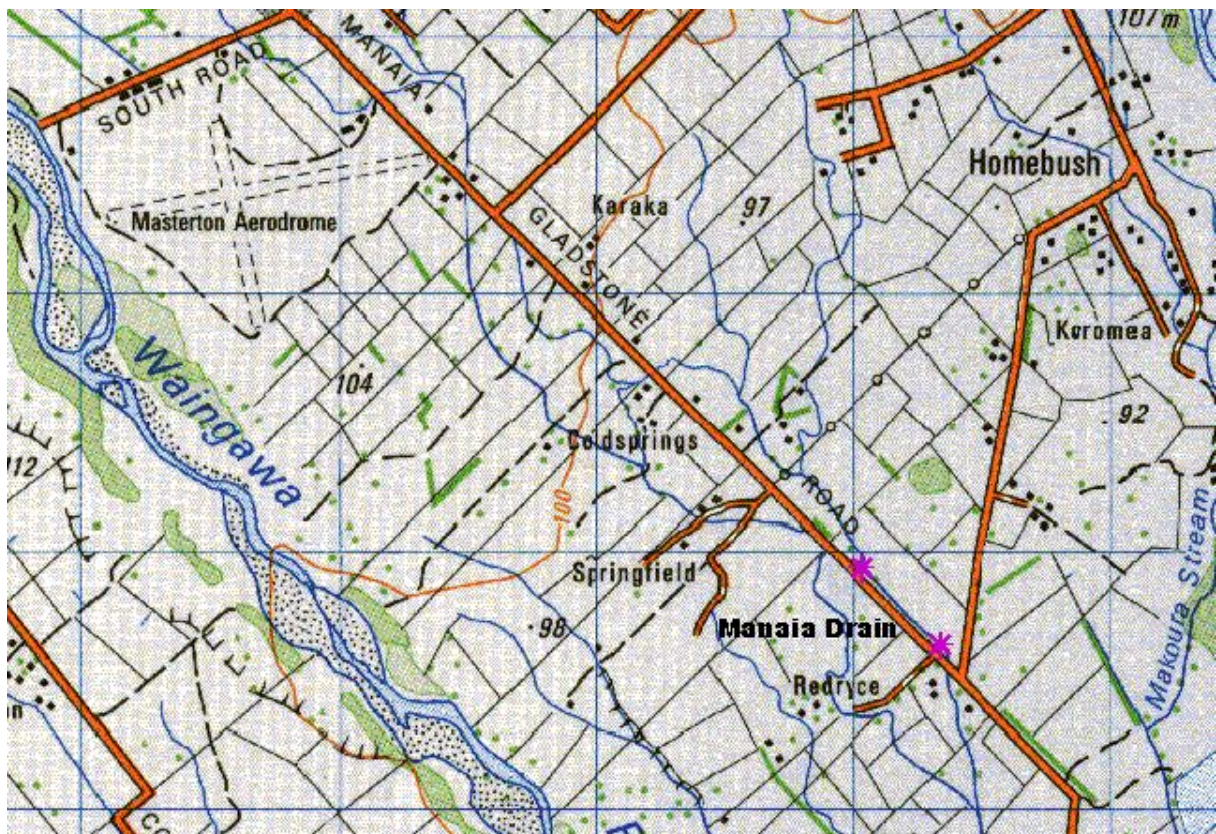 107 m
SOUTH ROAD
MANAIA
Homebush
97
Karaka
GLADSTONE
Masterton Aerodrome
Koromea
Waingawa
104
92
Coldsprings
112
100
ROAD
Makoura Stream
Springfield
98
Manaia Drain
Redryce